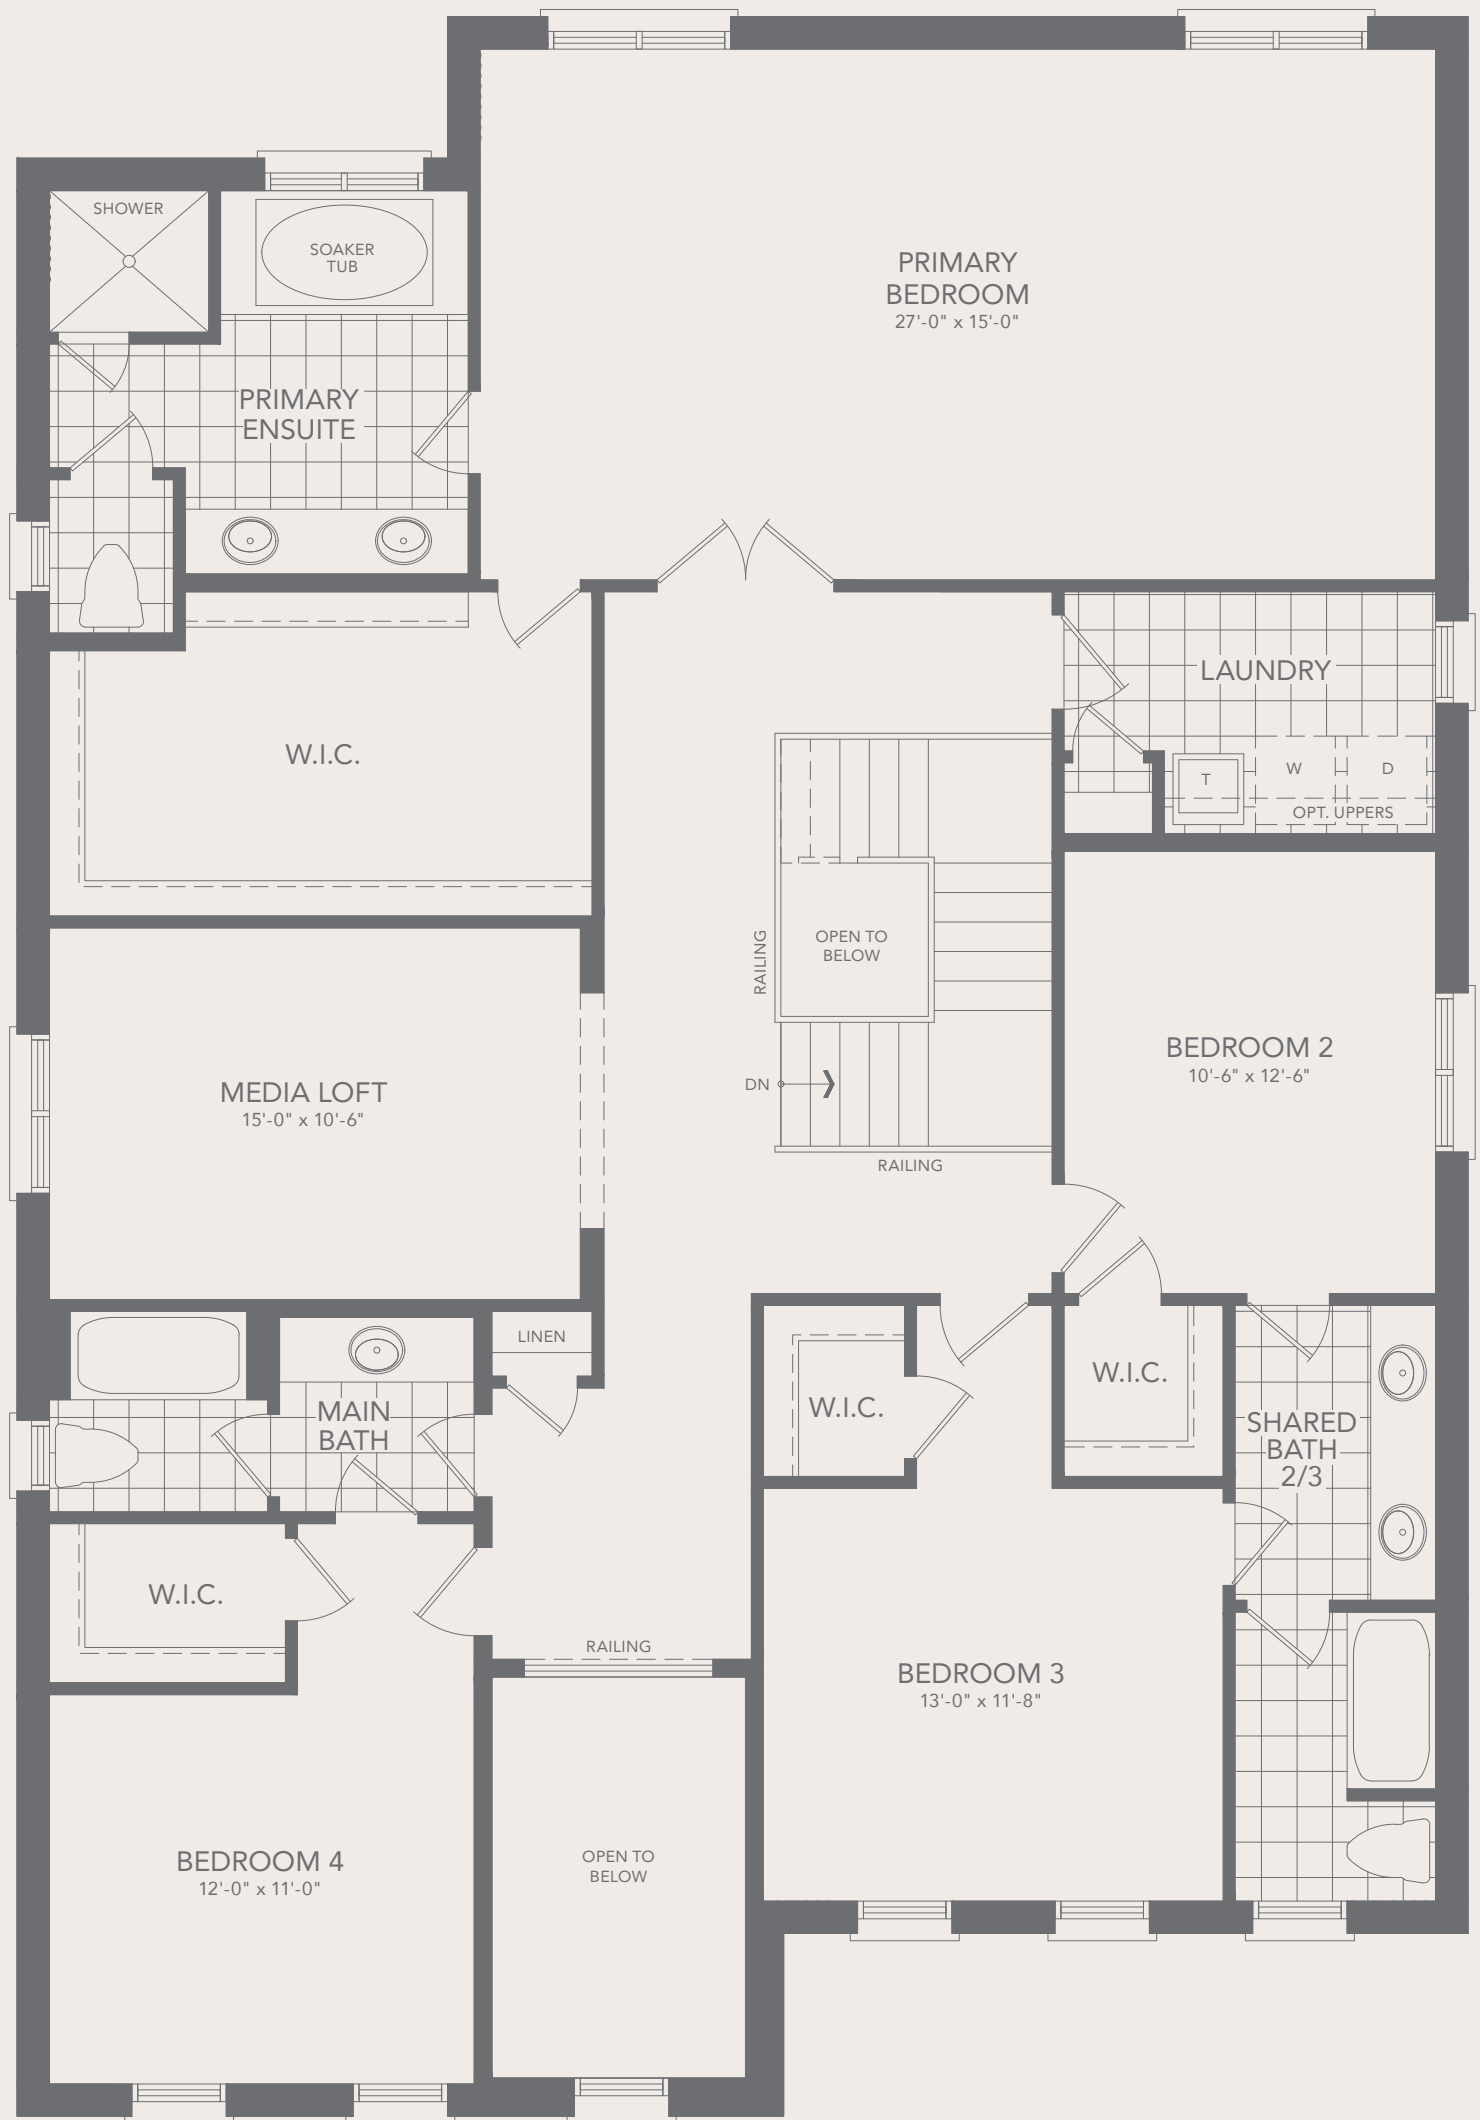 SHOWER
SOAKER
TUB
PRIMARY
BEDROOM
27'-0" x 15'-0"
PRIMARY
ENSUITE
LAUNDRY
W.I.C.
T
W
D
OPT. UPPERS
RAILING
OPEN TO
BELOW
BEDROOM 2
10'-6" x 12'-6"
MEDIA LOFT
15'-0" x 10'-6"
DN
RAILING
LINEN
W.I.C.
W.I.C.
MAIN
BATH
SHARED
BATH
2/3
W.I.C.
RAILING
BEDROOM 3
13'-0" x 11'-8"
BEDROOM 4
12'-0" x 11'-0"
OPEN TO
BELOW